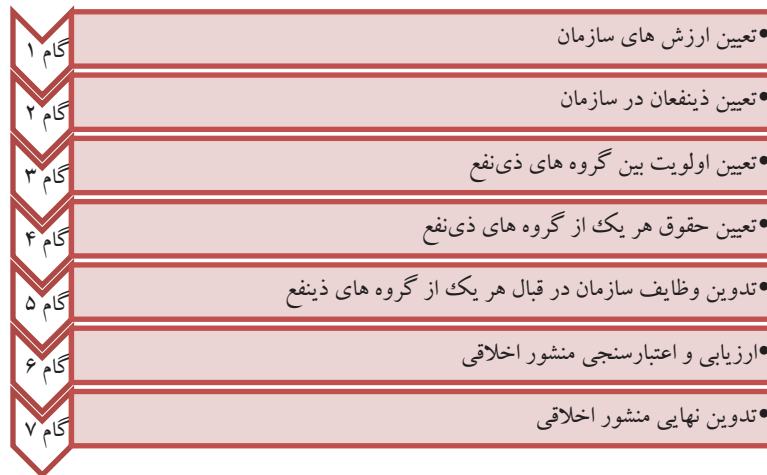 گام ۱
•تعیین ارزش های سازمان
گام ۲
•تعیین ذینفعان در سازمان
گام ۳
•تعیین اولویت بین گروه های ذی‌نفع
گام ۴
•تعیین حقوق هر یک از گروه های ذی‌نفع
گام ۵
•تدوین وظایف سازمان در قبال هر یک از گروه های ذینفع
گام ۶
•ارزیابی و اعتبارسنجی منشور اخلاقی
گام ۷
•تدوین نهایی منشور اخلاقی